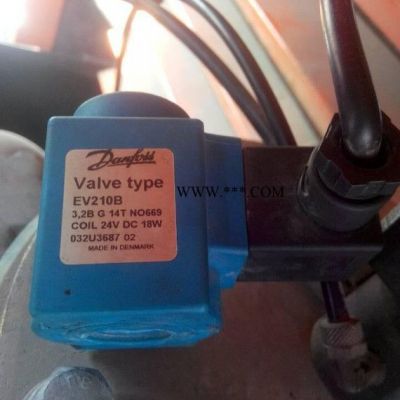 Danfoss
Valve type
EV210B
3,2B G 14T NO669
COIL 24V DC 18W
032U3687 02
MADE IN DENMARK
WWW.***.COM